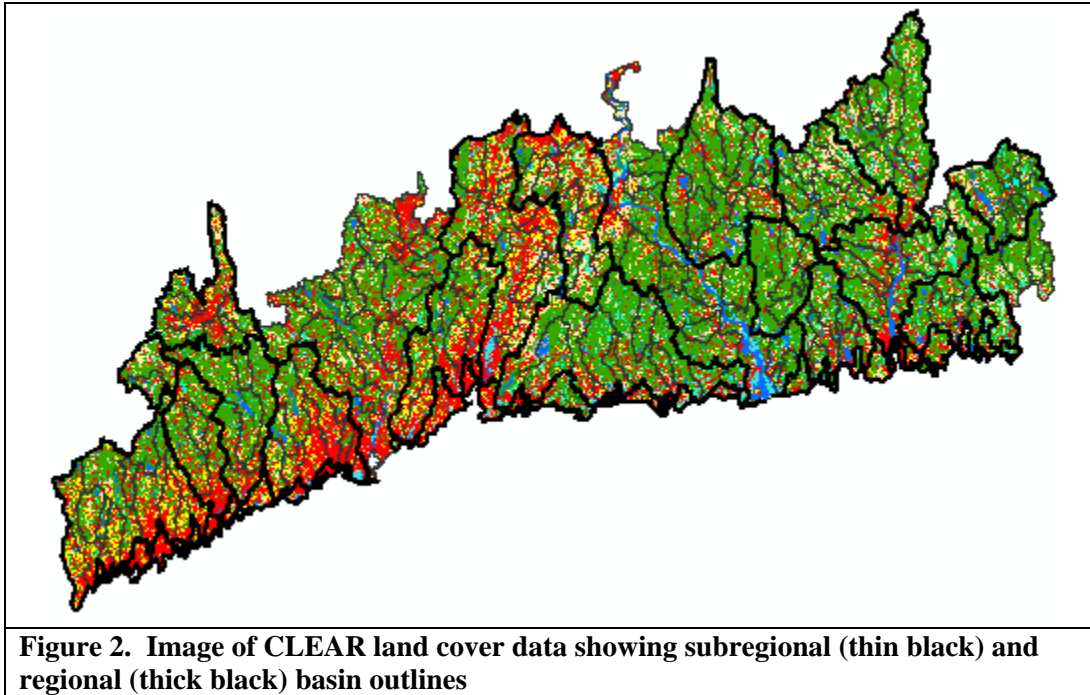 Figure 2. Image of CLEAR land cover data showing subregional (thin black) and
regional (thick black) basin outlines